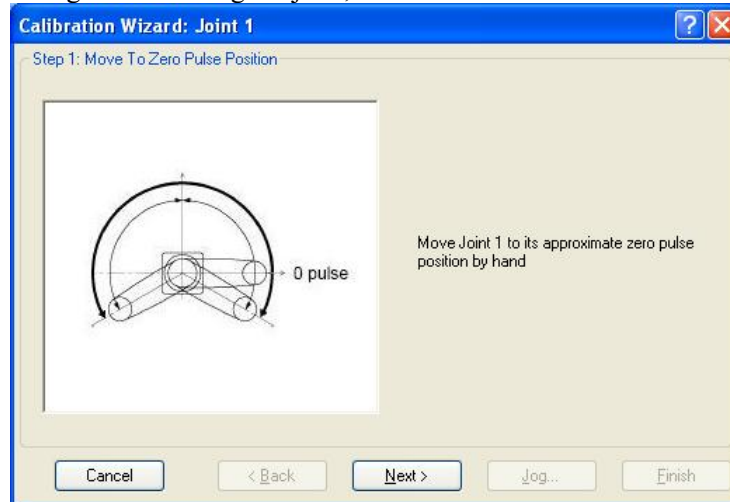 Calibration Wizard: Joint 1
Step 1: Move To Zero Pulse Position
0 pulse
Move Joint 1 to its approximate zero pulse
position by hand
Cancel
< Back
Next >
Jog...
Finish